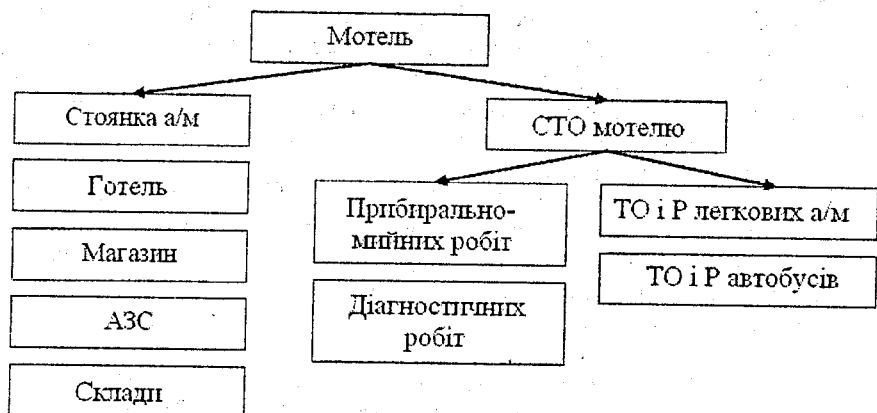 Мотель
Стоянка а/м
СТО мотелю
Готель
Прибирально-
мийних робіт
ТО і Р легкових а/м
Магазин
ТО і Р автобусів
АЗС
Діагностичних
робіт
Склади